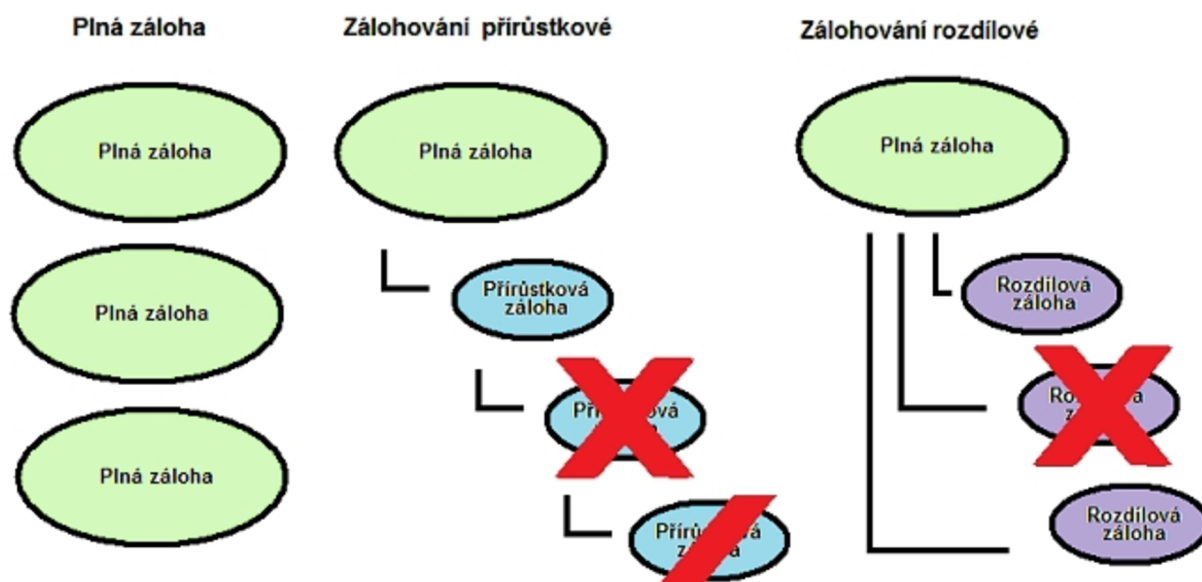 Plná záloha
Zálohování přírůstkové
Zálohování rozdílové
Plná záloha
Plná záloha
Plná záloha
Plná záloha
Přírůstková
záloha
Plná záloha
Rozdílová
záloha
Rozdílová
záloha